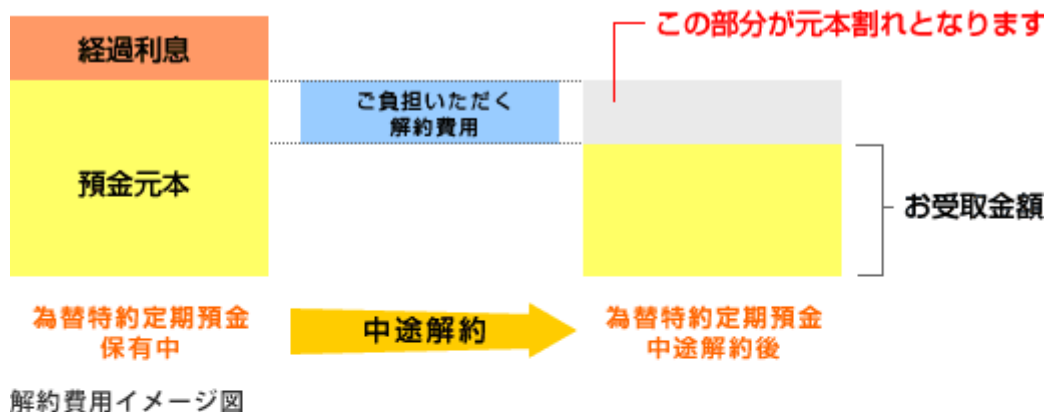 経過利息
この部分が元本割れとなります
ご負担いただく
解約費用
預金元本
お受取金額
為替特約定期預金
保有中
中途解約
為替特約定期預金
中途解約後
解約費用イメージ図